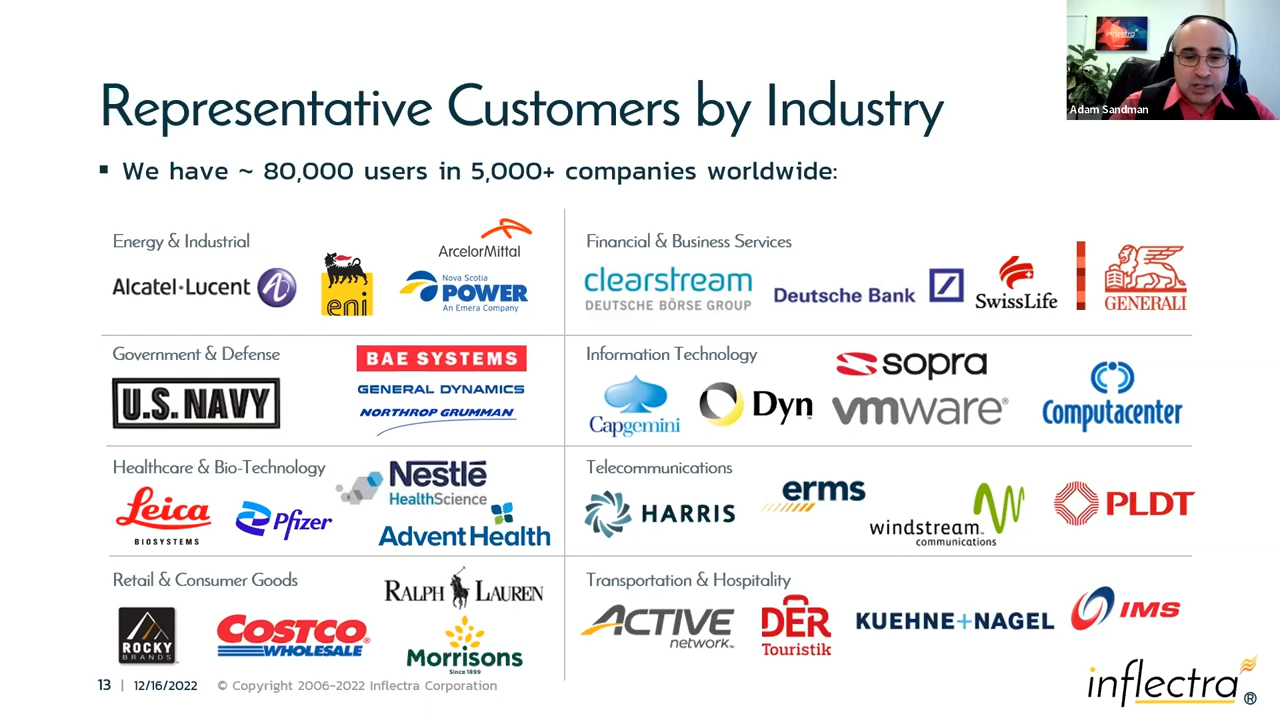 inflectra
Adam Sandman
Representative Customers by Industry
▪ We have ~ 80,000 users in 5,000+ companies worldwide:
Energy & Industrial
ArcelorMittal
Alcatel·Lucent
eni
Nova Scotia
POWER
An Emera Company
Financial & Business Services
clearstream
DEUTSCHE BÖRSE GROUP
Deutsche Bank
SwissLife
GENERALI
Government & Defense
U.S. NAVY
BAE SYSTEMS
GENERAL DYNAMICS
NORTHROP GRUMMAN
Information Technology
Capgemini
Dyn
sopra
vmware®
Computacenter
Healthcare & Bio-Technology
Leica
BIOSYSTEMS
Pfizer
Nestlé
HealthScience
Advent Health
Telecommunications
HARRIS
erms
windstream
communications
PLDT
Retail & Consumer Goods
RALPH LAUREN
ROCKY
BRANDS
COSTCO
WHOLESALE
Morrisons
Since 1899
Transportation & Hospitality
ACTIVE
network
DER
Touristik
KUEHNE+NAGEL
IMS
13 | 12/16/2022 © Copyright 2006-2022 Inflectra Corporation
inflectra®